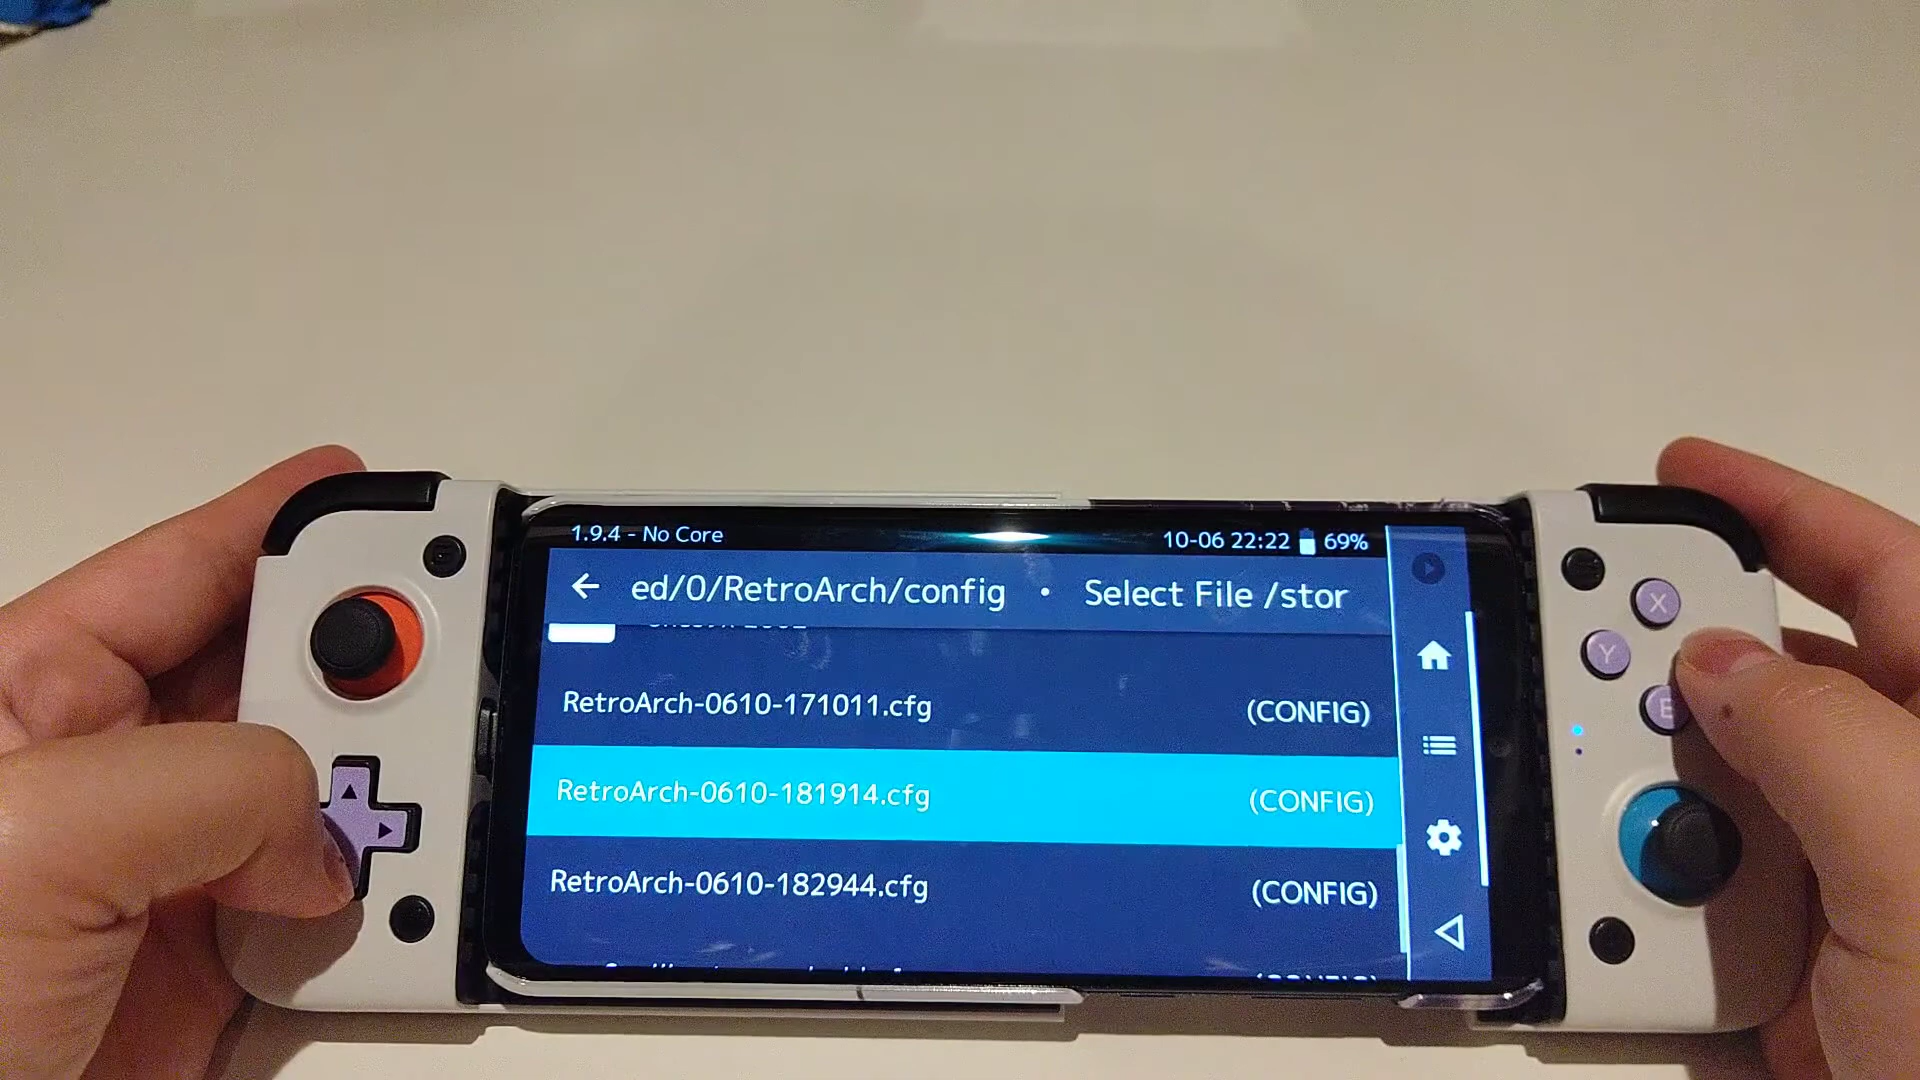 1.9.4 - No Core
10-06 22:22 69%
ed/0/RetroArch/config • Select File /stor
RetroArch-0610-171011.cfg (CONFIG)
RetroArch-0610-181914.cfg (CONFIG)
RetroArch-0610-182944.cfg (CONFIG)
X
Y